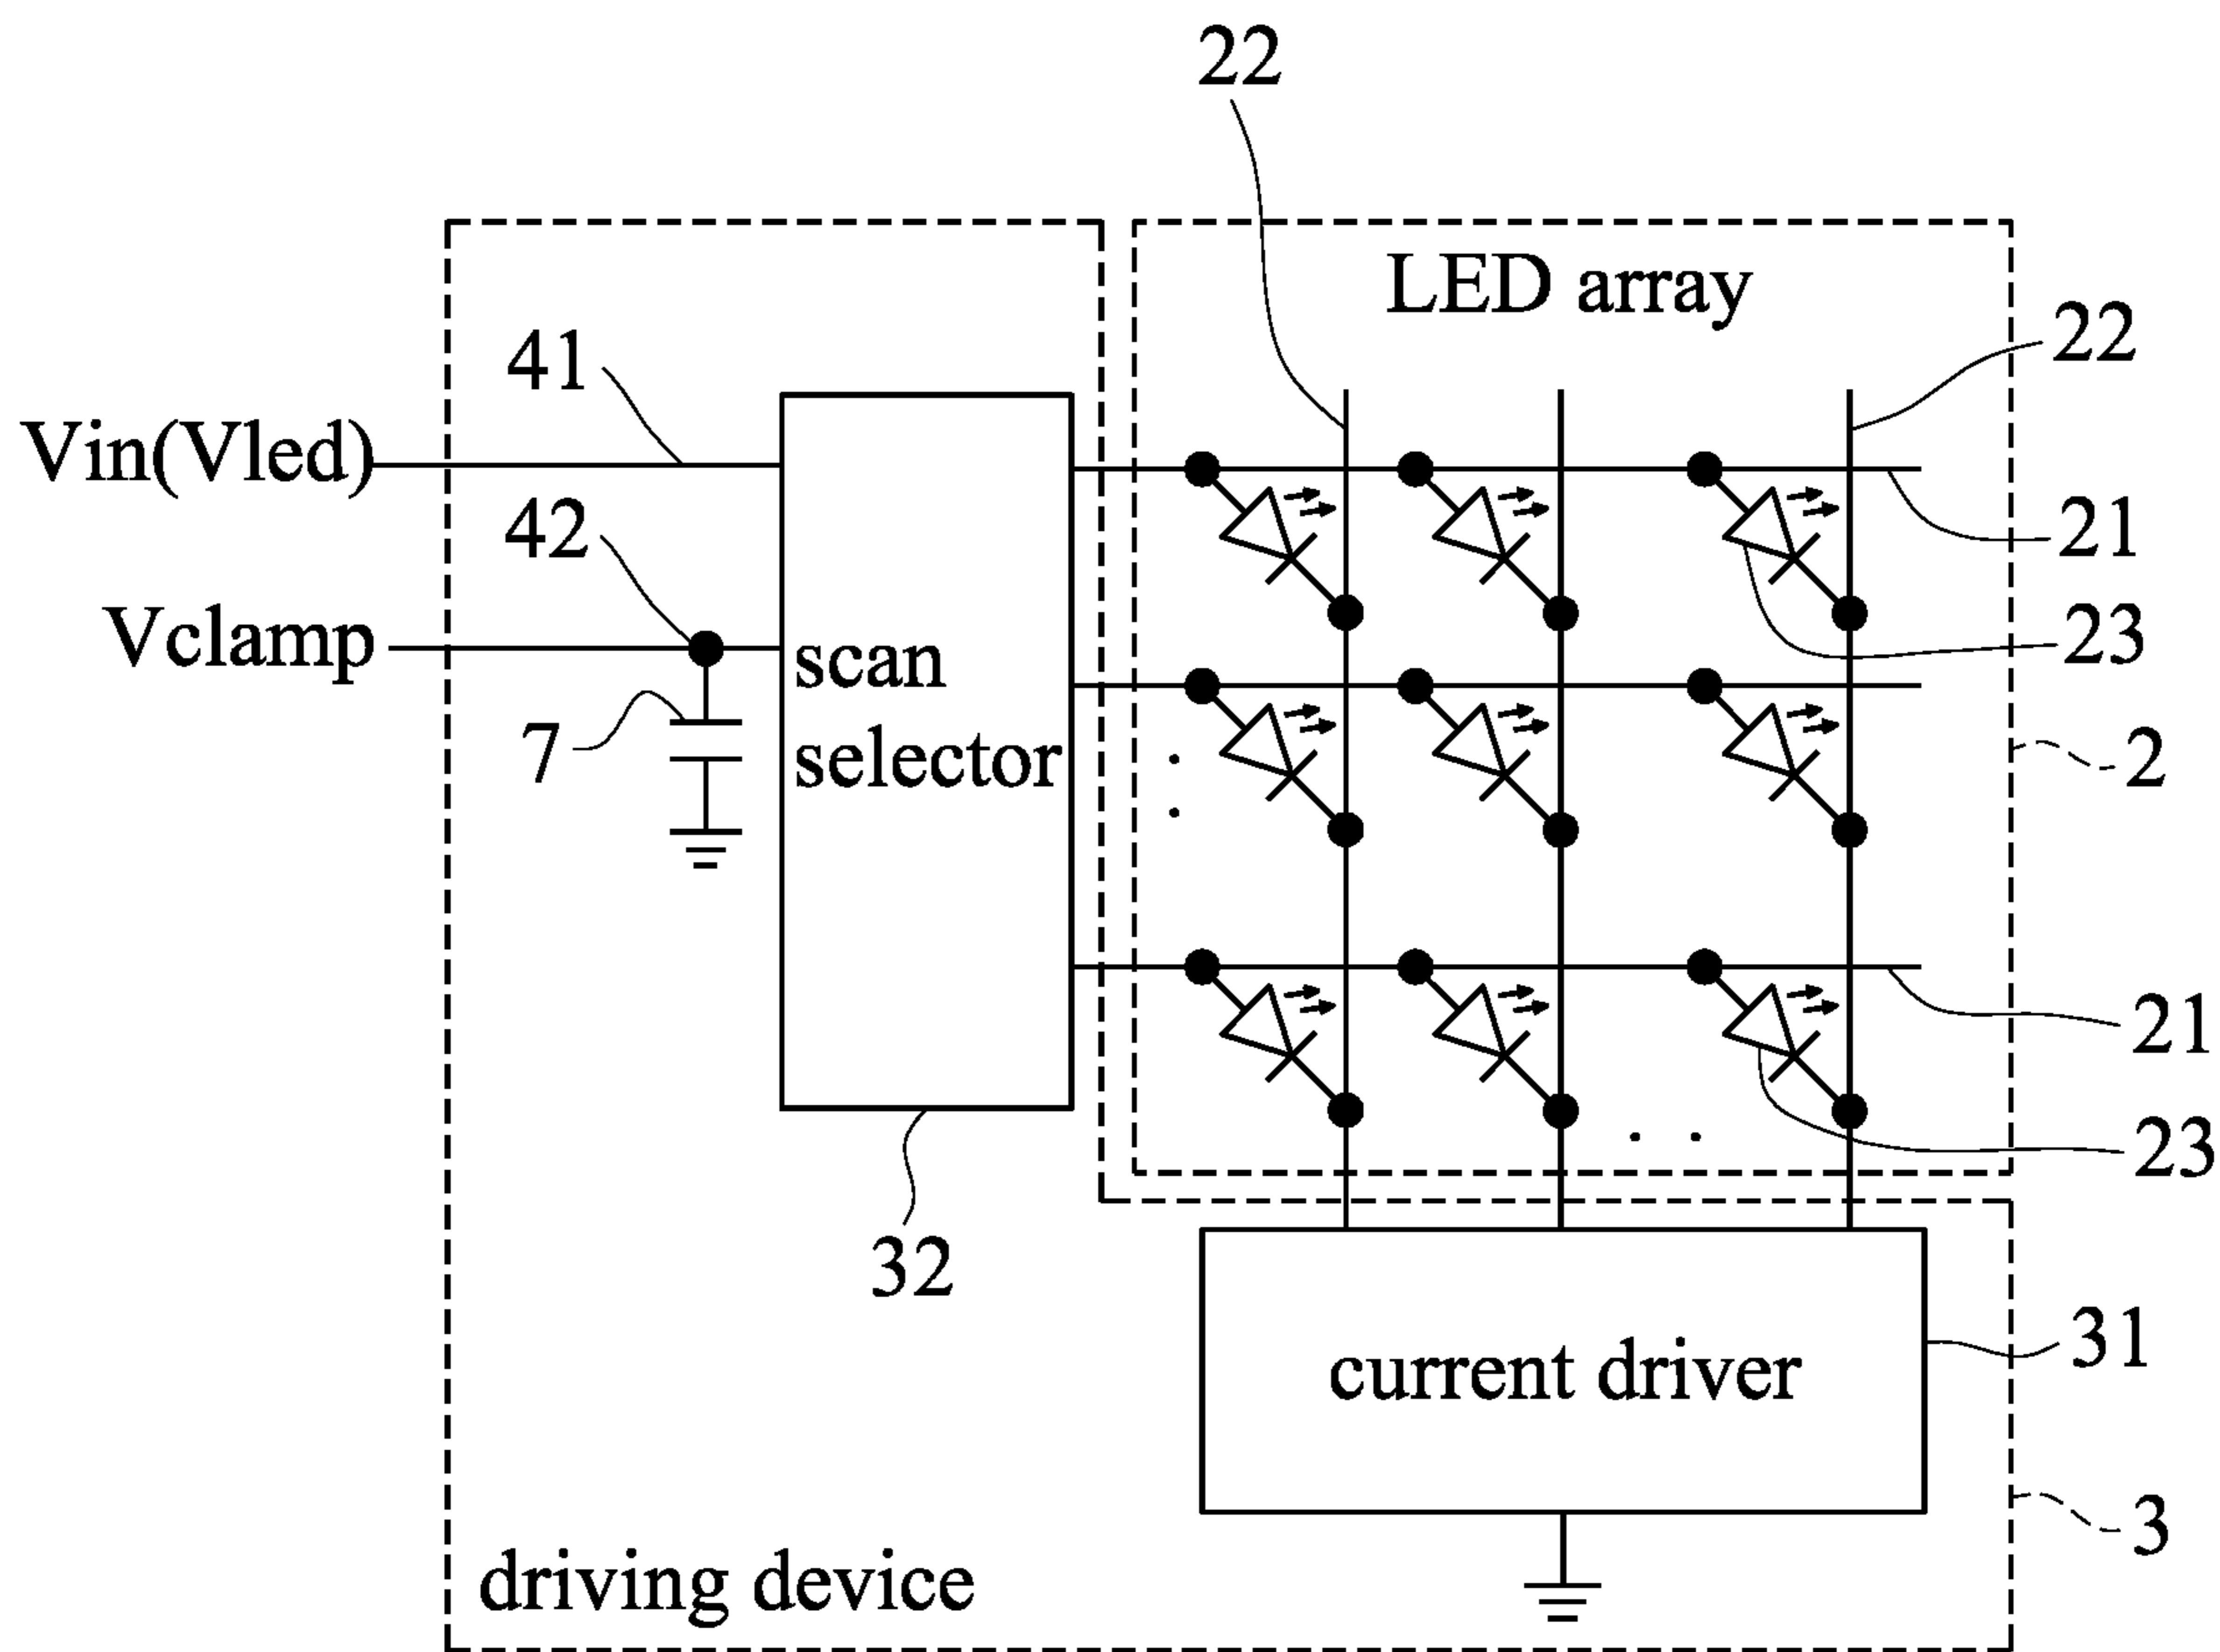 22
LED array
22
41
Vin(Vled)
42
21
Vclamp
scan
selector
23
7
2
21
23
32
31
current driver
3
driving device